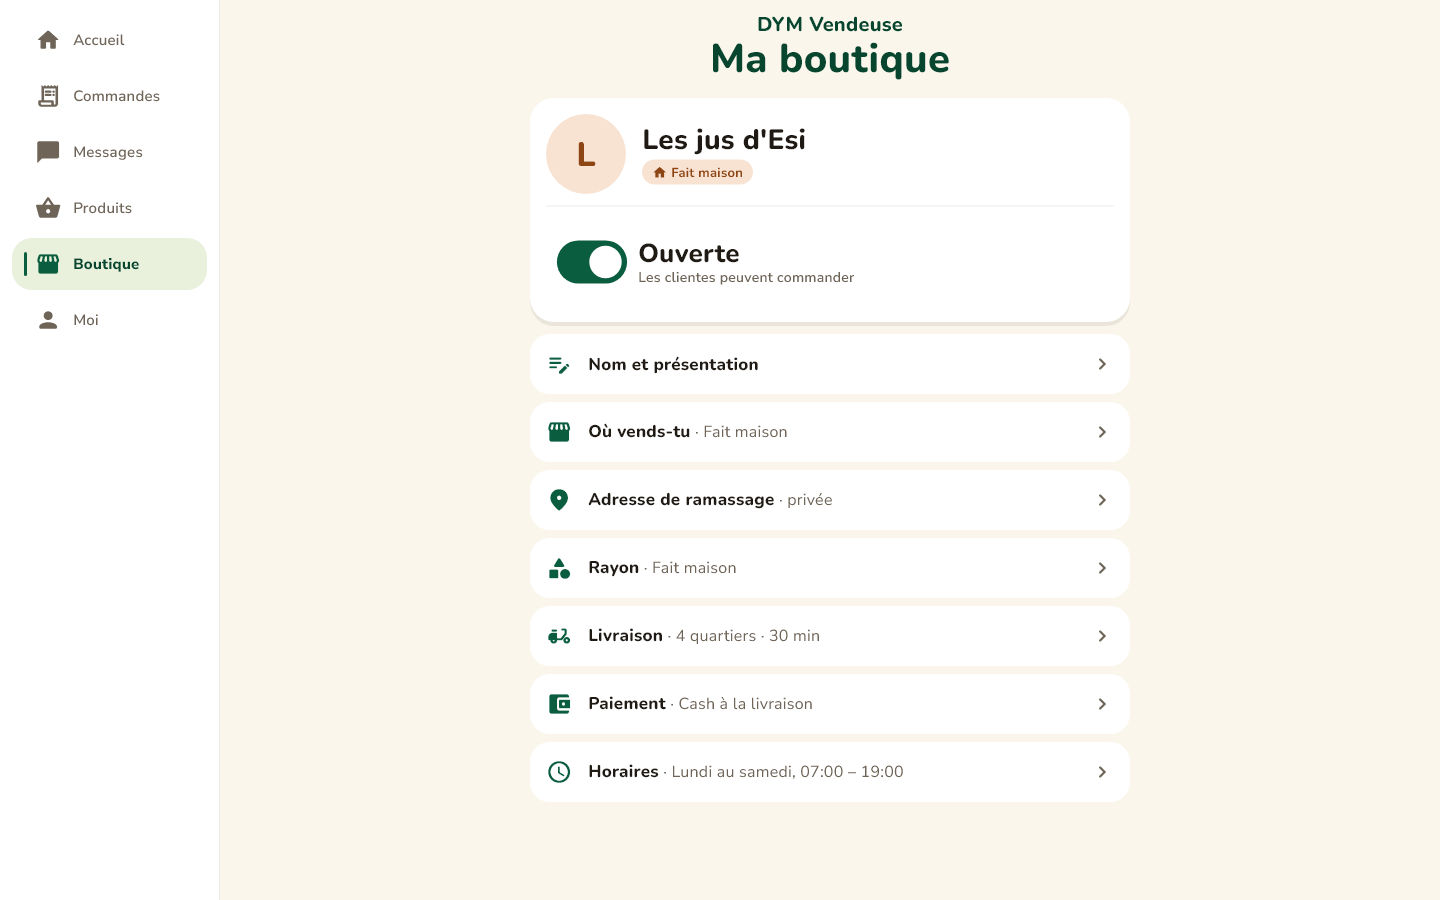 Accueil
Commandes
Messages
Produits
Boutique
Moi
DYM Vendeuse
Ma boutique
L
Les jus d'Esi
Fait maison
Ouverte
Les clientes peuvent commander
Nom et présentation
Où vends-tu · Fait maison
Adresse de ramassage · privée
Rayon · Fait maison
Livraison · 4 quartiers · 30 min
Paiement · Cash à la livraison
Horaires · Lundi au samedi, 07:00 – 19:00